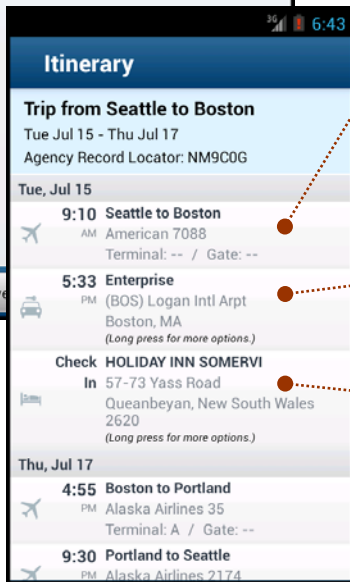 3G 6:43
Itinerary
Trip from Seattle to Boston
Tue Jul 15 - Thu Jul 17
Agency Record Locator: NM9C0G
Tue, Jul 15
9:10 Seattle to Boston
AM American 7088
Terminal: -- / Gate: --
5:33 Enterprise
PM (BOS) Logan Intl Arpt
Boston, MA
(Long press for more options.)
Check HOLIDAY INN SOMERVI
In 57-73 Yass Road
Queanbeyan, New South Wales
2620
(Long press for more options.)
Thu, Jul 17
4:55 Boston to Portland
PM Alaska Airlines 35
Terminal: A / Gate: --
9:30 Portland to Seattle
PM Alaska Airlines 2174